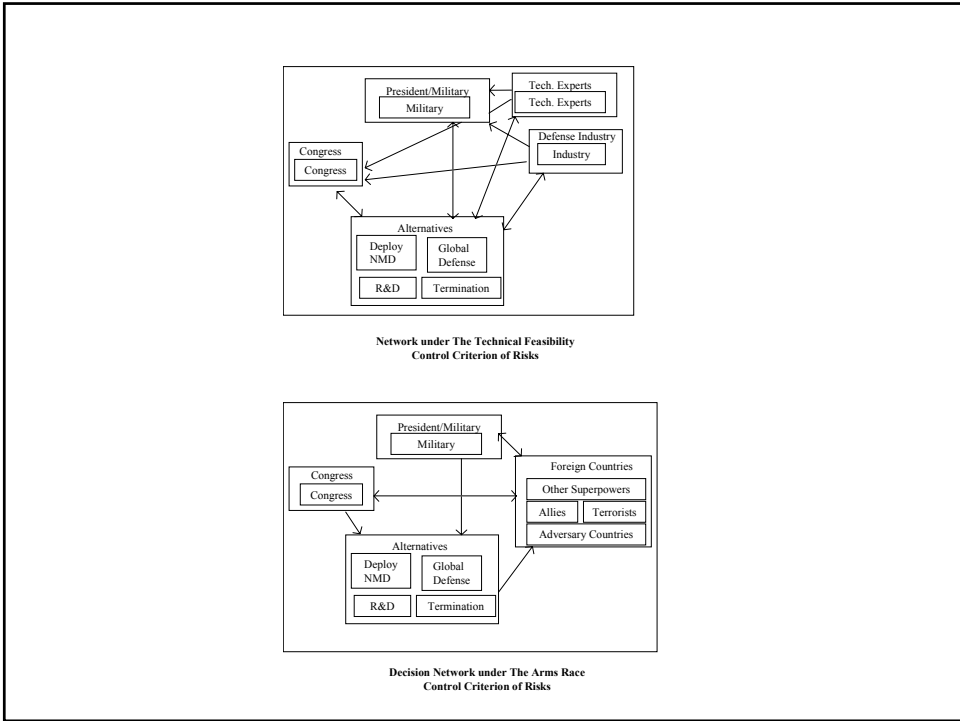 President/Military
Military
Tech. Experts
Tech. Experts
Defense Industry
Industry
Congress
Congress
Alternatives
Deploy
NMD
Global
Defense
R&D
Termination
Network under The Technical Feasibility
Control Criterion of Risks
President/Military
Military
Foreign Countries
Other Superpowers
Allies
Terrorists
Adversary Countries
Congress
Congress
Alternatives
Deploy
NMD
Global
Defense
R&D
Termination
Decision Network under The Arms Race
Control Criterion of Risks